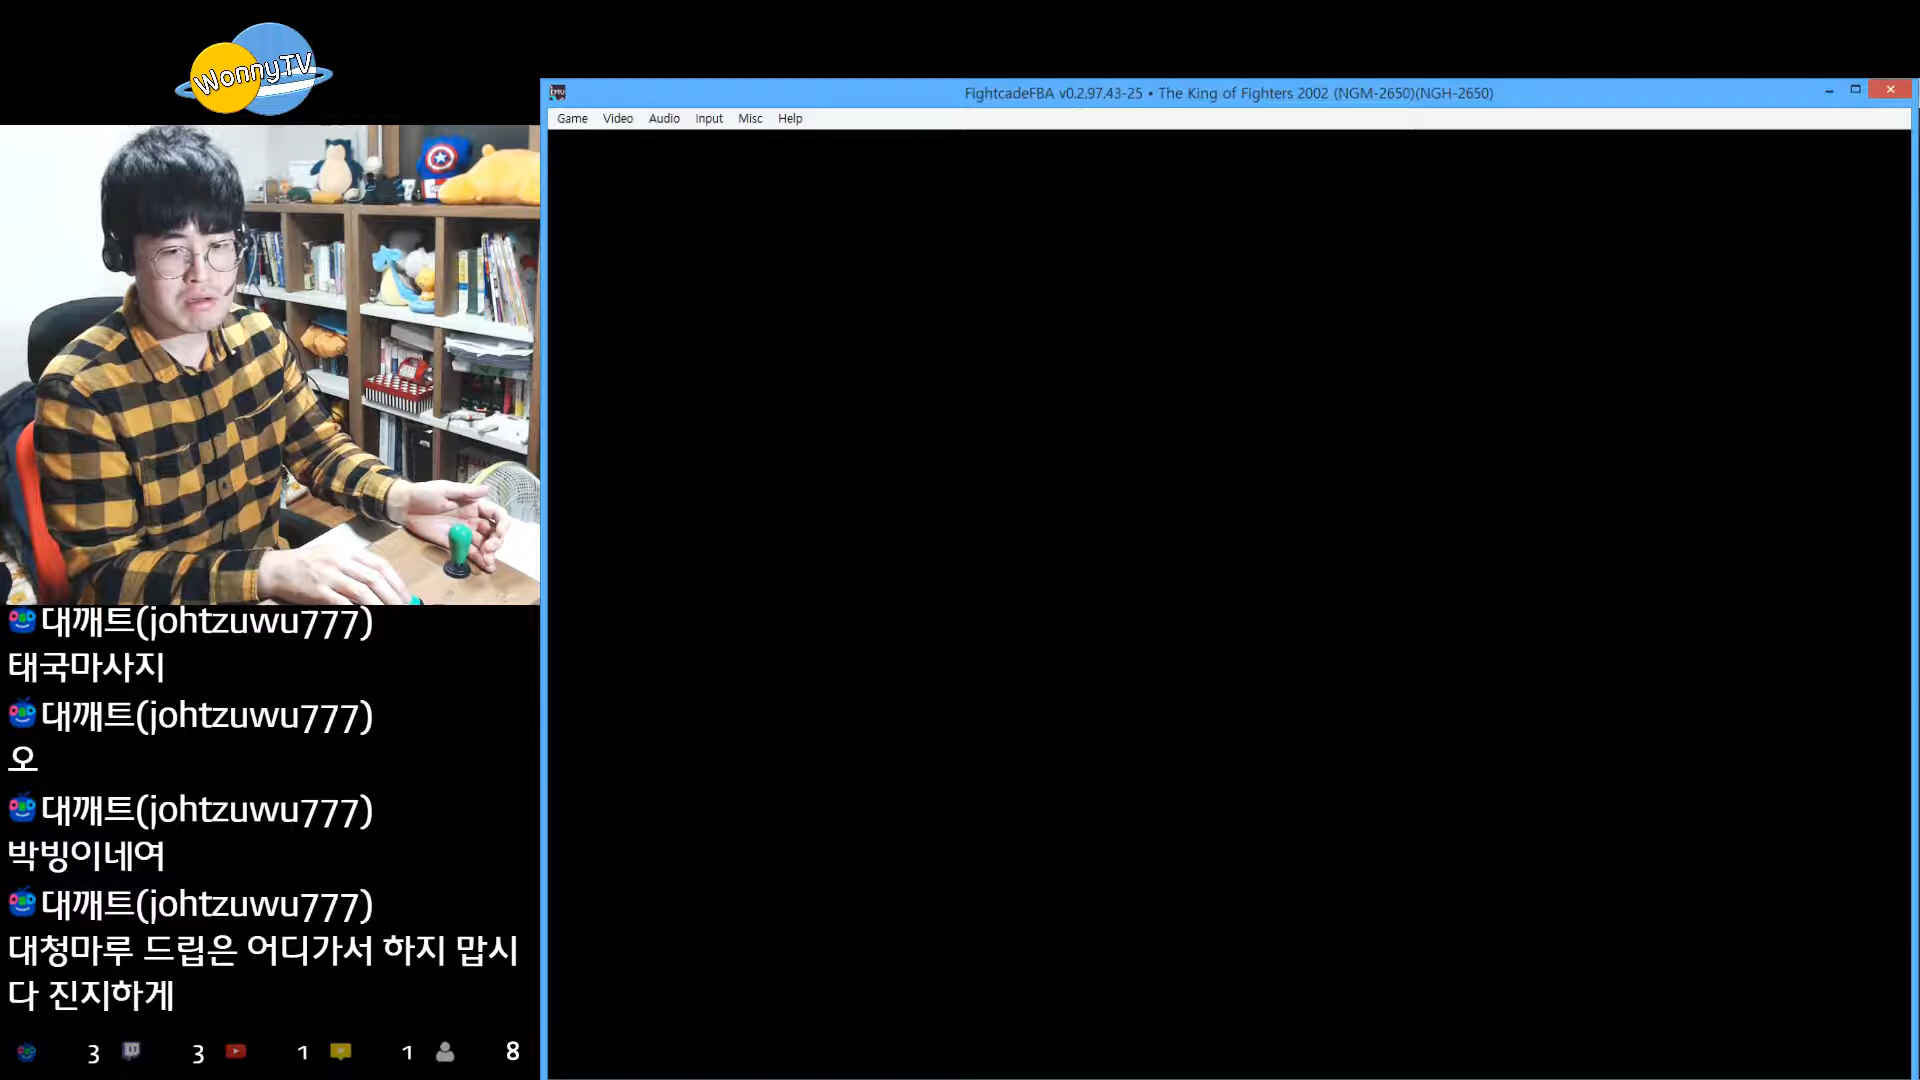 WonnyTV
FightcadeFBA v0.2.97.43-25 • The King of Fighters 2002 (NGM-2650)(NGH-2650)
Game Video Audio Input Misc Help
대깨트(johtzuwu777)
태국마사지
대깨트(johtzuwu777)
오
대깨트(johtzuwu777)
박빙이네여
대깨트(johtzuwu777)
대청마루 드립은 어디가서 하지 맙시
다 진지하게
3 3 1 1 8